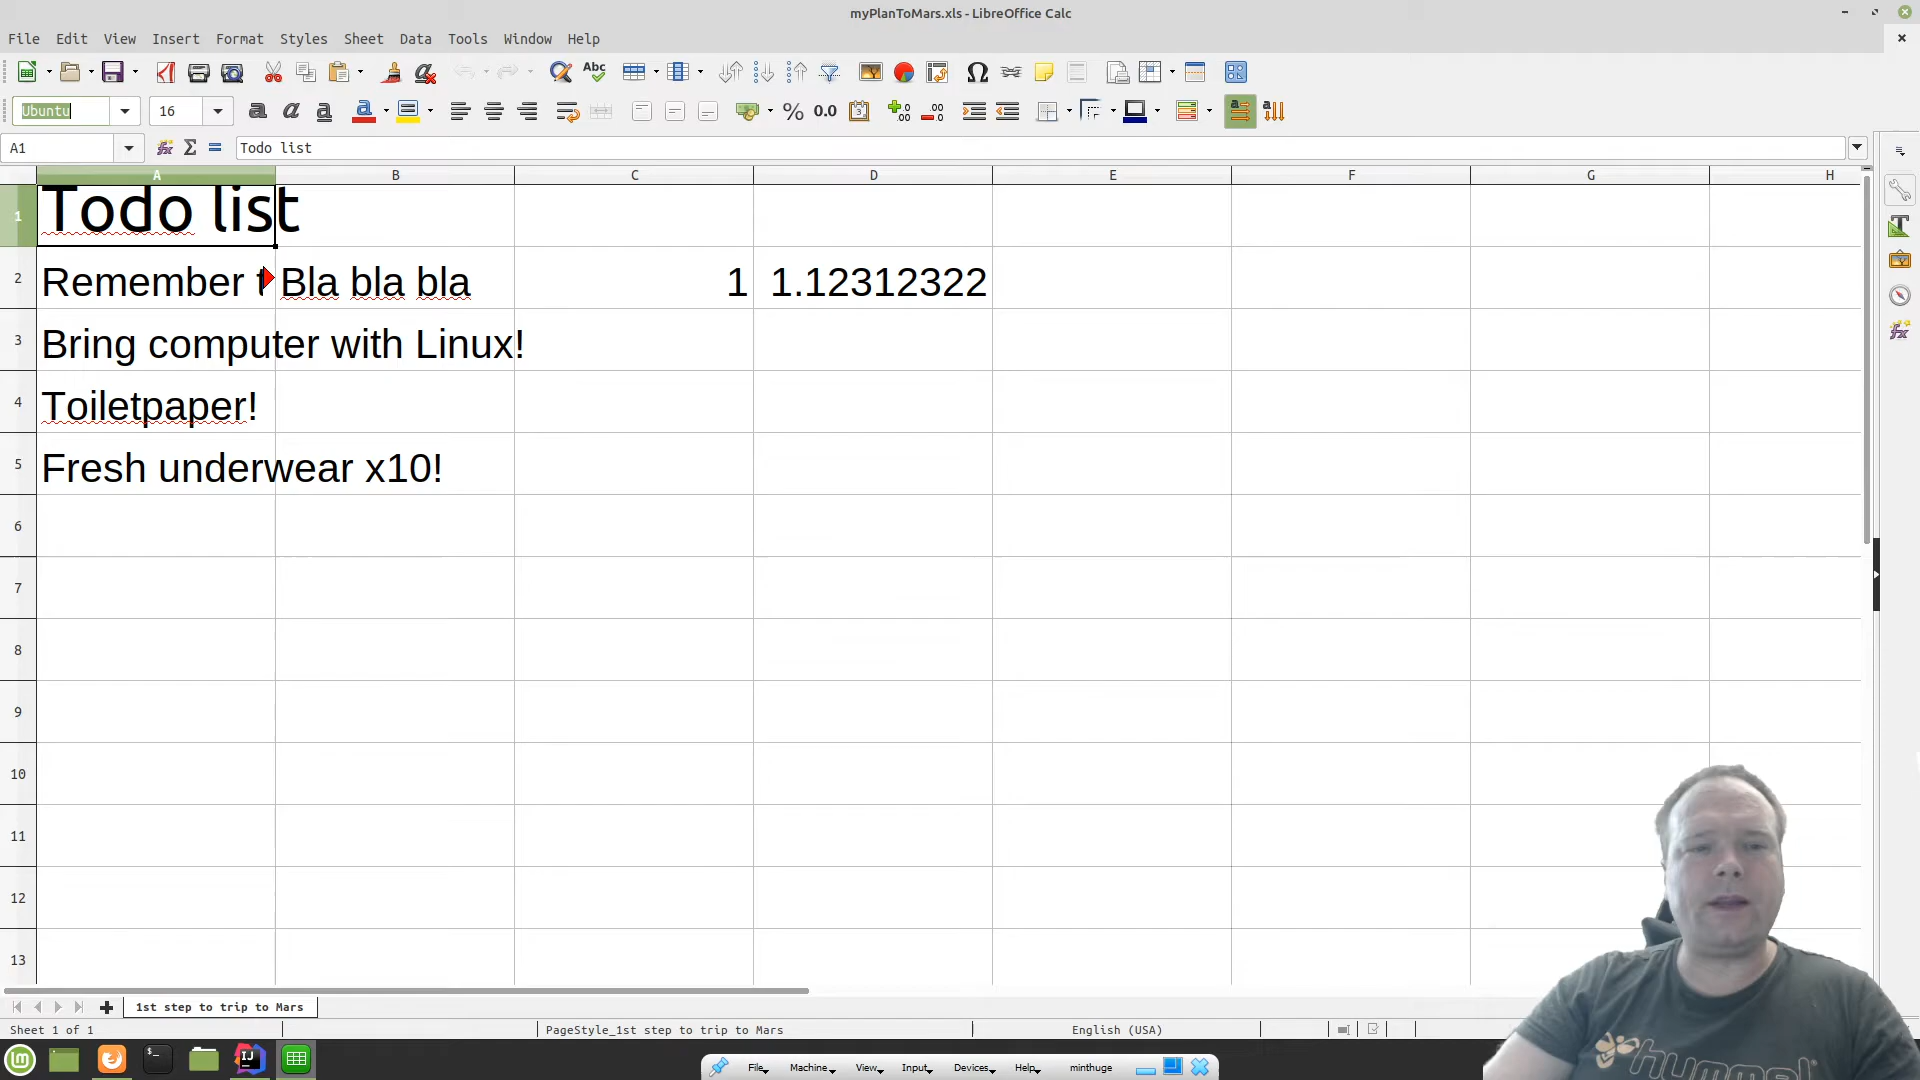 myPlanToMars.xls - LibreOffice Calc
File Edit View Insert Format Styles Sheet Data Tools Window Help
Ubuntu 16
A1 Todo list
A B C D E F G H
1 Todo list
2 Remember t Bla bla bla 1 1.12312322
3 Bring computer with Linux!
4 Toiletpaper!
5 Fresh underwear x10!
6
7
8
9
10
11
12
13
1st step to trip to Mars
Sheet 1 of 1 PageStyle_1st step to trip to Mars English (USA)
File Machine View Input Devices Help minthuge
hummel